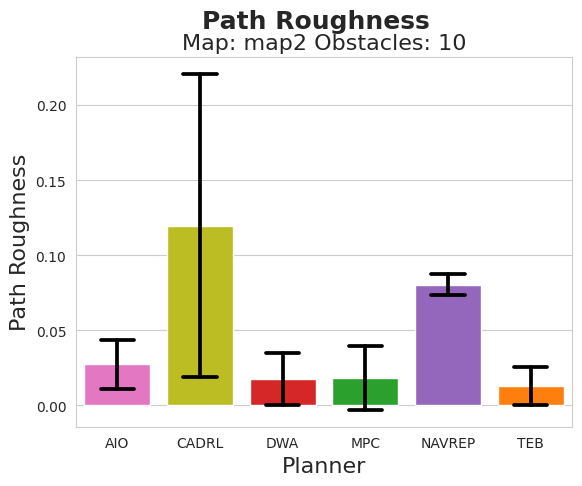 Path Roughness
Map: map2 Obstacles: 10
Path Roughness
0.20
0.15
0.10
0.05
0.00
AIO CADRL DWA MPC NAVREP TEB
Planner